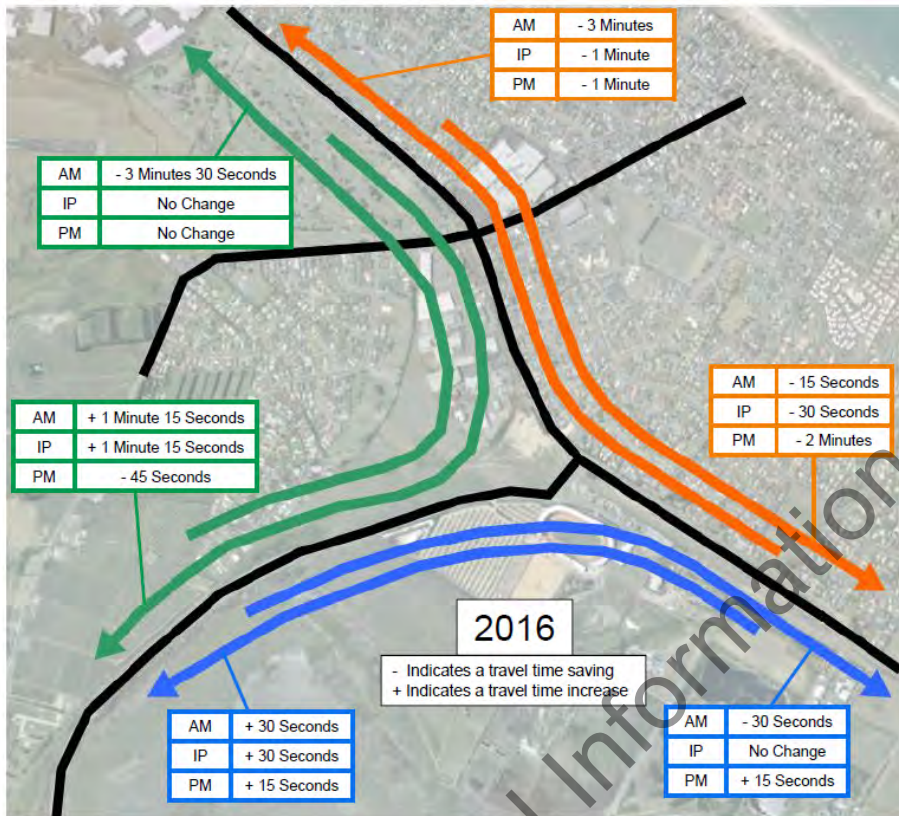 AM - 3 Minutes
IP - 1 Minute
PM - 1 Minute
AM - 3 Minutes 30 Seconds
IP No Change
PM No Change
AM - 15 Seconds
IP - 30 Seconds
PM - 2 Minutes
AM + 1 Minute 15 Seconds
IP + 1 Minute 15 Seconds
PM - 45 Seconds
2016
- Indicates a travel time saving
+ Indicates a travel time increase
AM + 30 Seconds
IP + 30 Seconds
PM + 15 Seconds
AM - 30 Seconds
IP No Change
PM + 15 Seconds
Information